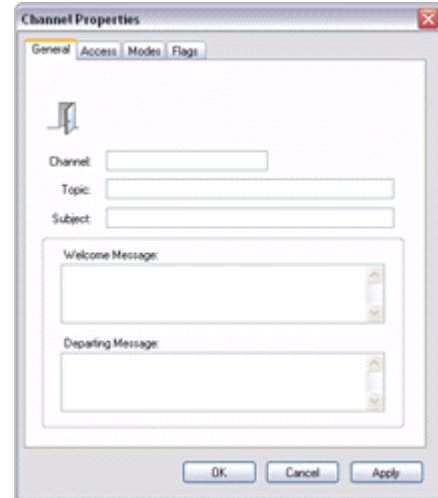 Channel Properties
General Access Modes Flags
Channel:
Topic:
Subject:
Welcome Message:
Departing Message:
OK Cancel Apply